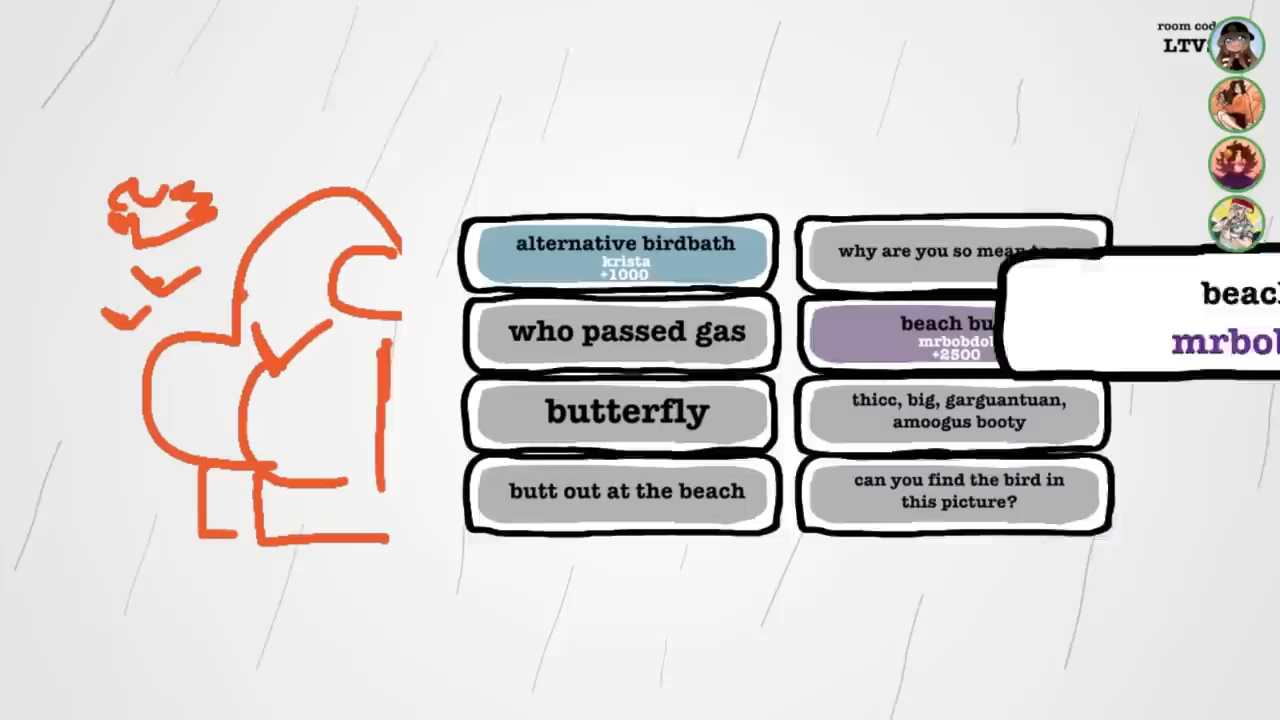 room cod
LTV
alternative birdbath
krista
+1000
why are you so mean
who passed gas
beach bu
mrbobdol
+2500
beach
mrbob
butterfly
thicc, big, garguantuan,
amoogus booty
butt out at the beach
can you find the bird in
this picture?